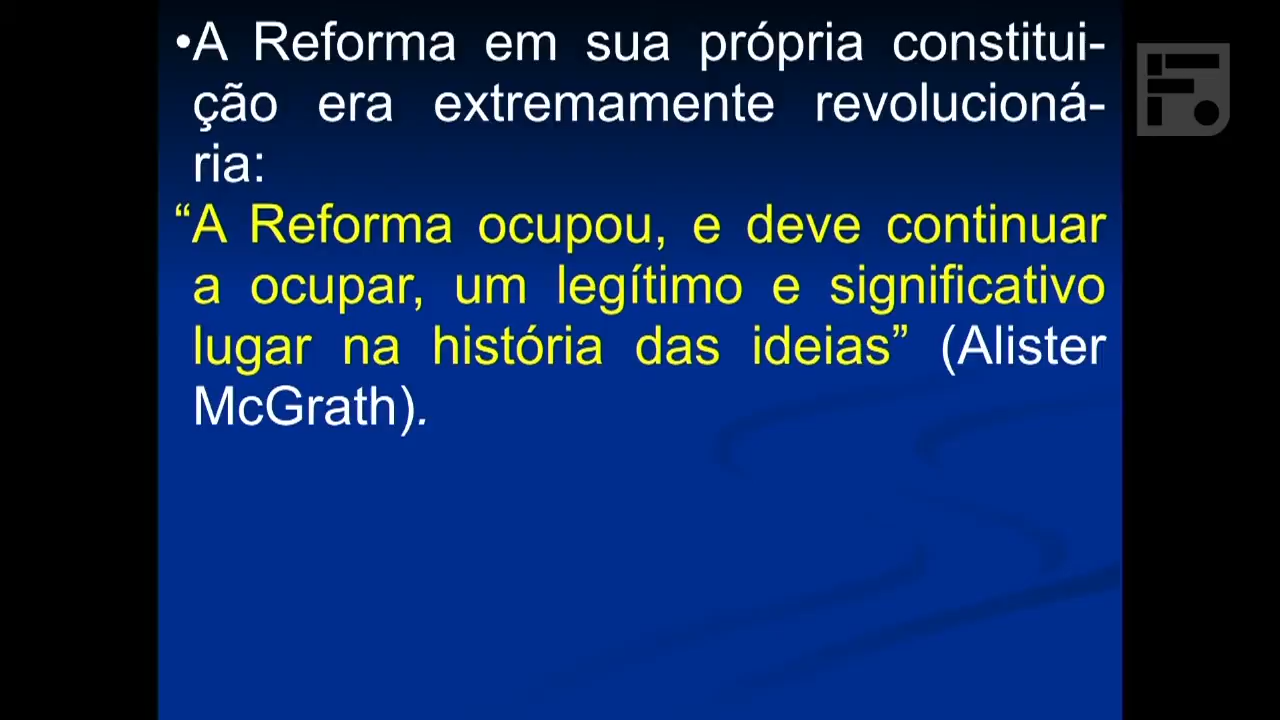 •A Reforma em sua própria constitui-
ção era extremamente revolucioná-
ria:
“A Reforma ocupou, e deve continuar
a ocupar, um legítimo e significativo
lugar na história das ideias” (Alister
McGrath).